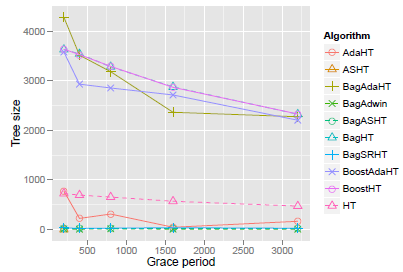 Tree size
4000
3000
2000
1000
0
500
1000
1500
2000
2500
3000
Grace period
Algorithm
AdaHT
ASHT
BagAdaHT
BagAdwin
BagASHT
BagHT
BagSRHT
BoostAdaHT
BoostHT
HT